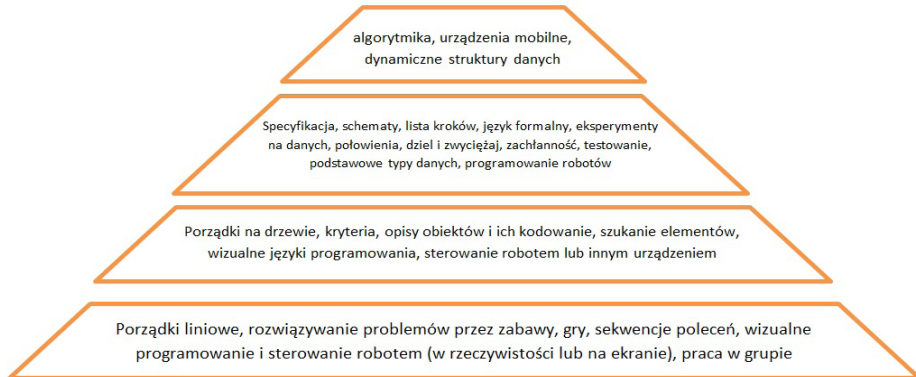 algorytmika, urządzenia mobilne,
dynamiczne struktury danych
Specyfikacja, schematy, lista kroków, język formalny, eksperymenty
na danych, połowienia, dziel i zwyciężaj, zachłanność, testowanie,
podstawowe typy danych, programowanie robotów
Porządki na drzewie, kryteria, opisy obiektów i ich kodowanie, szukanie elementów,
wizualne języki programowania, sterowanie robotem lub innym urządzeniem
Porządki liniowe, rozwiązywanie problemów przez zabawy, gry, sekwencje poleceń, wizualne
programowanie i sterowanie robotem (w rzeczywistości lub na ekranie), praca w grupie